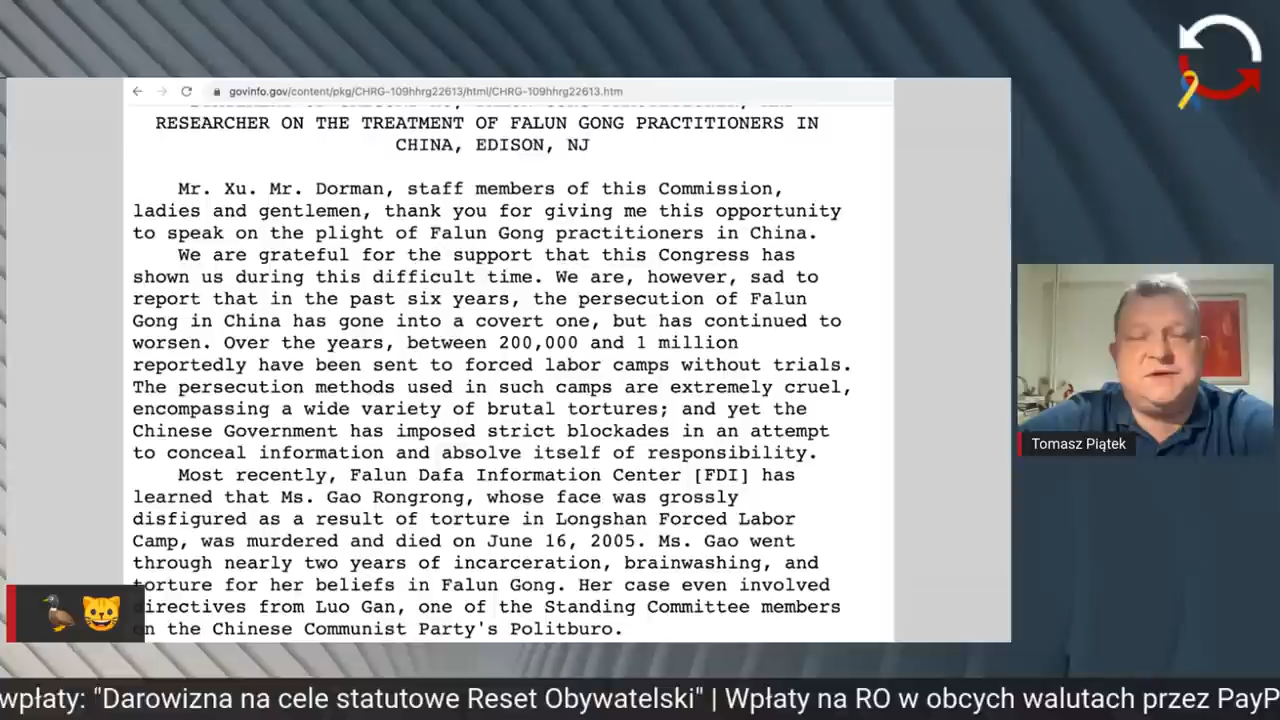 govinfo.gov/content/pkg/CHRG-109hhrg22613/html/CHRG-109hhrg22613.htm
RESEARCHER ON THE TREATMENT OF FALUN GONG PRACTITIONERS IN
CHINA, EDISON, NJ
Mr. Xu. Mr. Dorman, staff members of this Commission,
ladies and gentlemen, thank you for giving me this opportunity
to speak on the plight of Falun Gong practitioners in China.
We are grateful for the support that this Congress has
shown us during this difficult time. We are, however, sad to
report that in the past six years, the persecution of Falun
Gong in China has gone into a covert one, but has continued to
worsen. Over the years, between 200,000 and 1 million
reportedly have been sent to forced labor camps without trials.
The persecution methods used in such camps are extremely cruel,
encompassing a wide variety of brutal tortures; and yet the
Chinese Government has imposed strict blockades in an attempt
to conceal information and absolve itself of responsibility.
Most recently, Falun Dafa Information Center [FDI] has
learned that Ms. Gao Rongrong, whose face was grossly
disfigured as a result of torture in Longshan Forced Labor
Camp, was murdered and died on June 16, 2005. Ms. Gao went
through nearly two years of incarceration, brainwashing, and
torture for her beliefs in Falun Gong. Her case even involved
directives from Luo Gan, one of the Standing Committee members
on the Chinese Communist Party's Politburo.
Tomasz Piątek
wpłaty: "Darowizna na cele statutowe Reset Obywatelski" | Wpłaty na RO w obcych walutach przez PayP